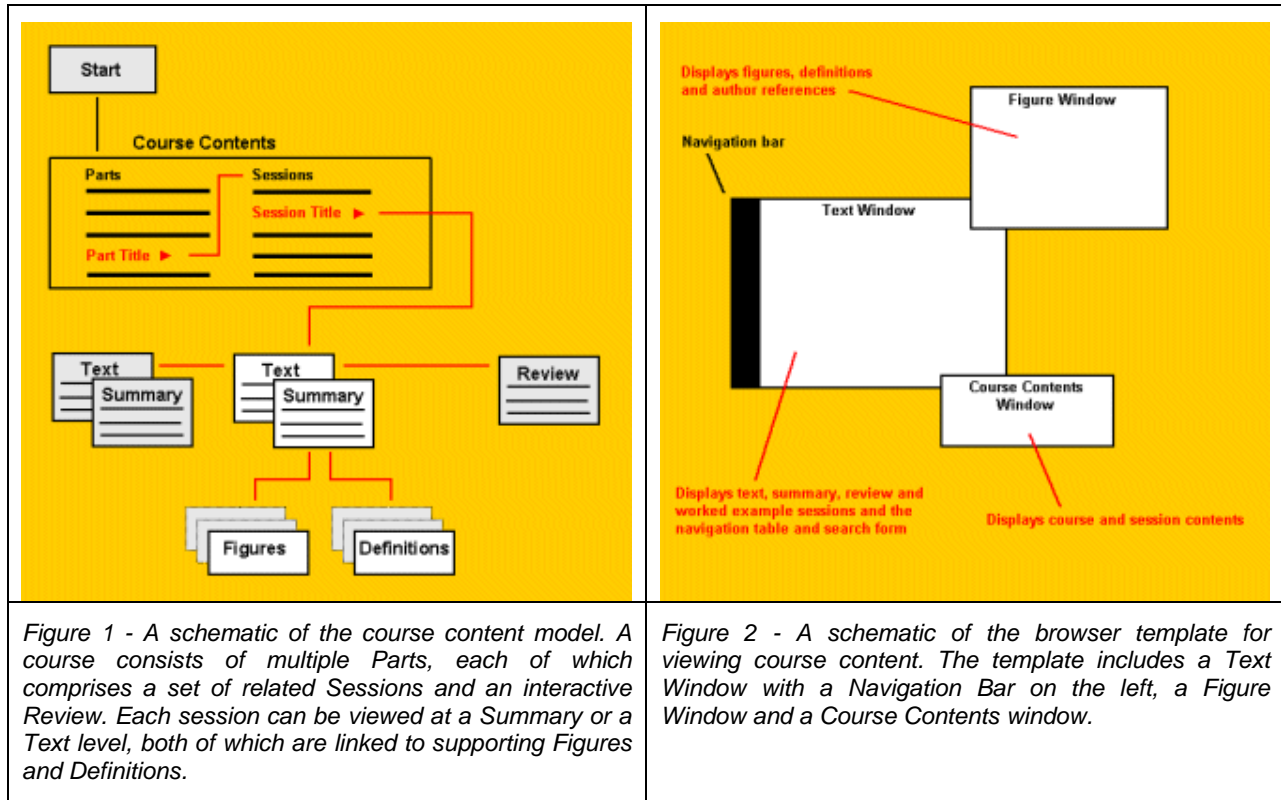 Start
Course Contents
Parts
Sessions
Session Title
Part Title
Text
Summary
Text
Summary
Review
Figures
Definitions
Displays figures, definitions
and author references
Figure Window
Navigation bar
Text Window
Course Contents
Window
Displays text, summary, review and
worked example sessions and the
navigation table and search form
Displays course and session contents
Figure 1 - A schematic of the course content model. A
course consists of multiple Parts, each of which
comprises a set of related Sessions and an interactive
Review. Each session can be viewed at a Summary or a
Text level, both of which are linked to supporting Figures
and Definitions.
Figure 2 - A schematic of the browser template for
viewing course content. The template includes a Text
Window with a Navigation Bar on the left, a Figure
Window and a Course Contents window.